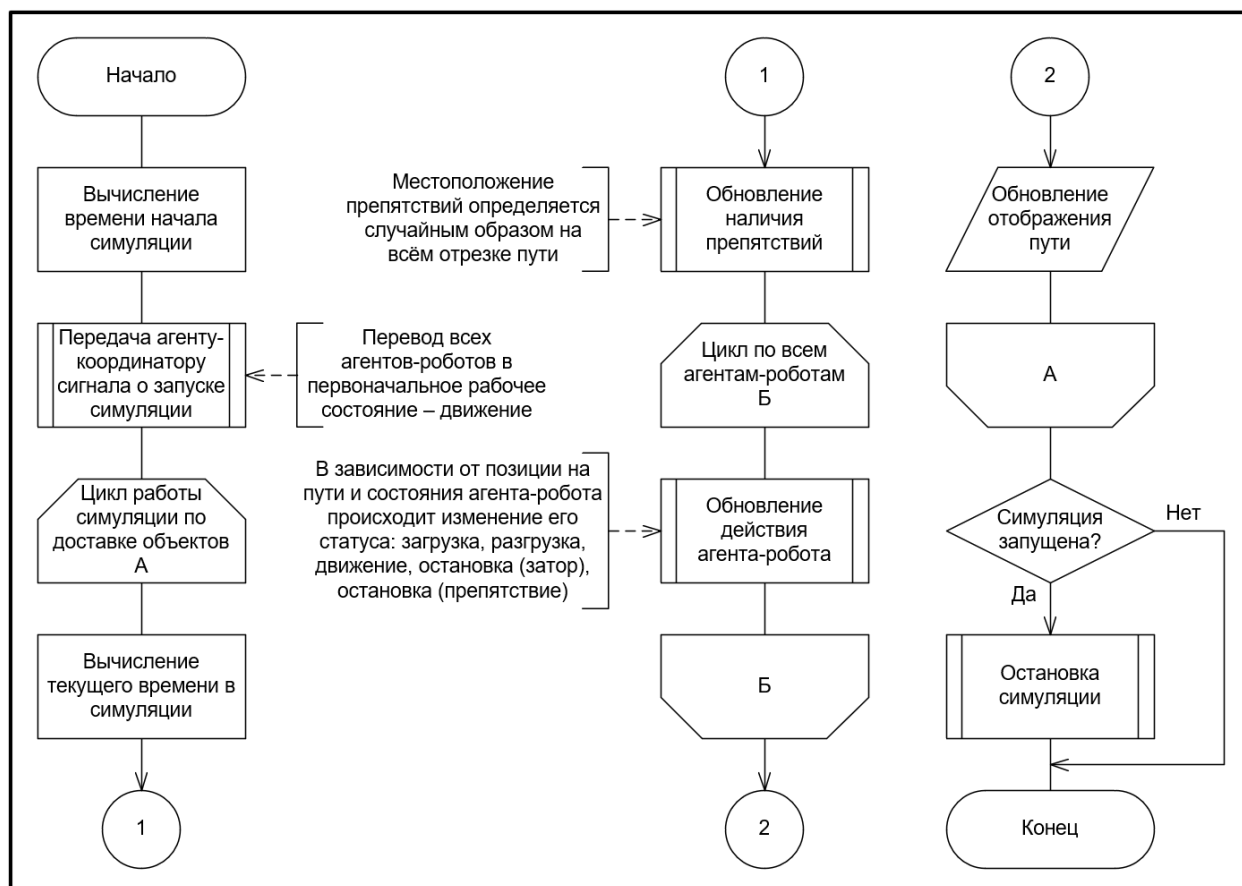 Начало
Вычисление
времени начала
симуляции
Передача агенту-
координатору
сигнала о запуске
симуляции
Перевод всех
агентов-роботов в
первоначальное рабочее
состояние – движение
Цикл работы
симуляции по
доставке объектов
А
Вычисление
текущего времени в
симуляции
1
1
Местоположение
препятствий определяется
случайным образом на
всём отрезке пути
Обновление
наличия
препятствий
Цикл по всем
агентам-роботам
Б
В зависимости от позиции на
пути и состояния агента-робота
происходит изменение его
статуса: загрузка, разгрузка,
движение, остановка (затор),
остановка (препятствие)
Обновление
действия
агента-робота
Б
2
2
Обновление
отображения
пути
А
Симуляция
запущена?
Нет
Да
Остановка
симуляции
Конец